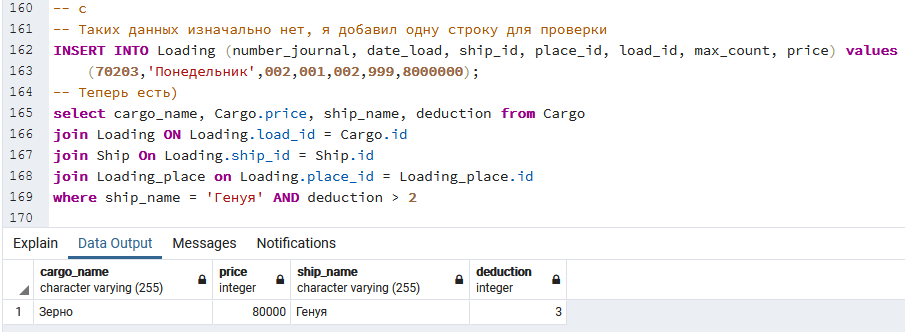 160 -- c
161 -- Таких данных изначально нет, я добавил одну строку для проверки
162 INSERT INTO Loading (number_journal, date_load, ship_id, place_id, load_id, max_count, price) values
163 (70203,'Понедельник',002,001,002,999,8000000);
164 -- Теперь есть)
165 select cargo_name, Cargo.price, ship_name, deduction from Cargo
166 join Loading ON Loading.load_id = Cargo.id
167 join Ship On Loading.ship_id = Ship.id
168 join Loading_place on Loading.place_id = Loading_place.id
169 where ship_name = 'Генуя' AND deduction > 2
170
Explain Data Output Messages Notifications
cargo_name price ship_name deduction
character varying (255) integer character varying (255) integer
1 Зерно 80000 Генуя 3